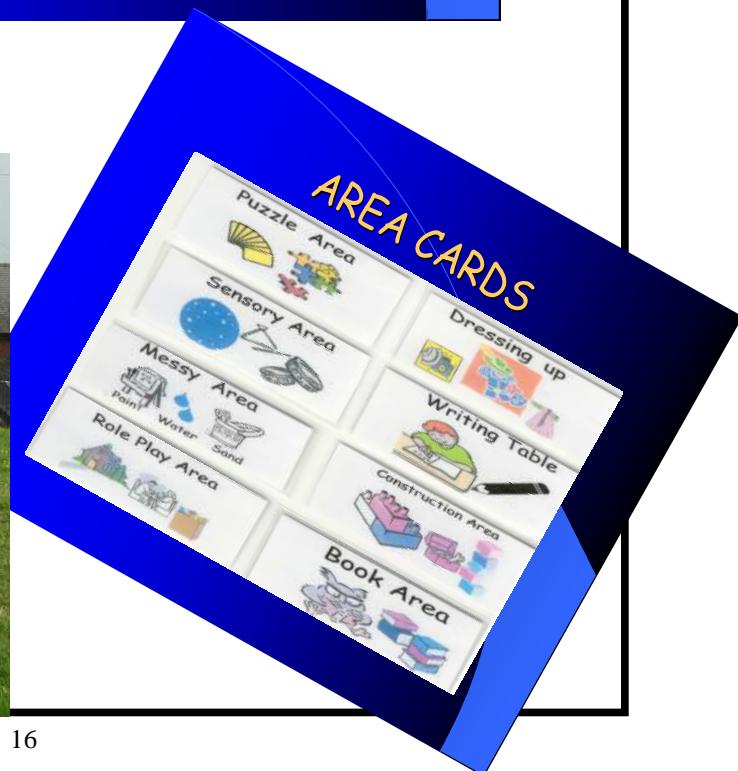 AREA CARDS
Puzzle Area
Sensory Area
Messy Area
Paint
Water
Sand
Role Play Area
Dressing up
Writing Table
Construction Area
Book Area
16